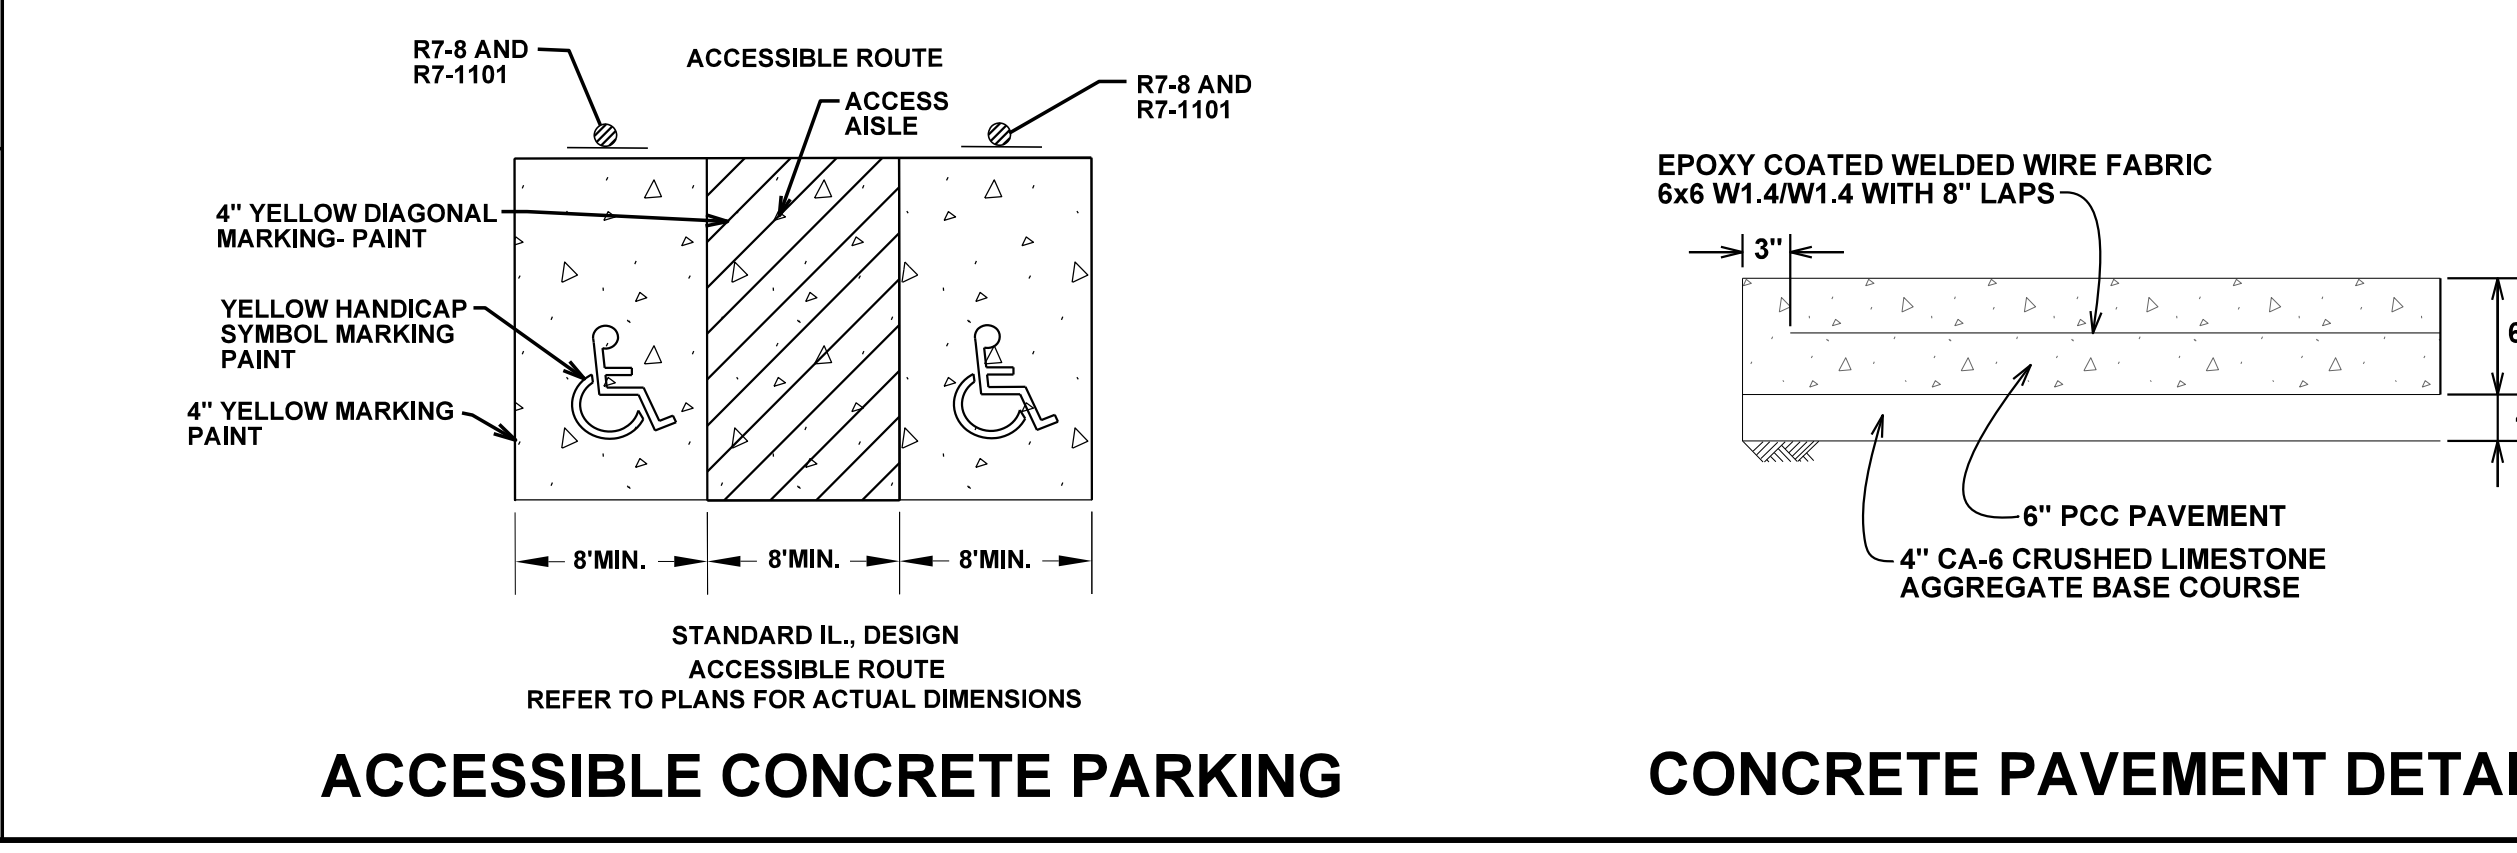 R7-8 AND
R7-1101
ACCESSIBLE ROUTE
ACCESS
AISLE
R7-8 AND
R7-1101
4" YELLOW DIAGONAL
MARKING- PAINT
YELLOW HANDICAP
SYMBOL MARKING
PAINT
4" YELLOW MARKING
PAINT
8'MIN.
8'MIN.
8'MIN.
STANDARD IL., DESIGN
ACCESSIBLE ROUTE
REFER TO PLANS FOR ACTUAL DIMENSIONS
ACCESSIBLE CONCRETE PARKING
EPOXY COATED WELDED WIRE FABRIC
6x6 W1.4/W1.4 WITH 8" LAPS
3"
6" PCC PAVEMENT
4" CA-6 CRUSHED LIMESTONE
AGGREGATE BASE COURSE
CONCRETE PAVEMENT DETAI